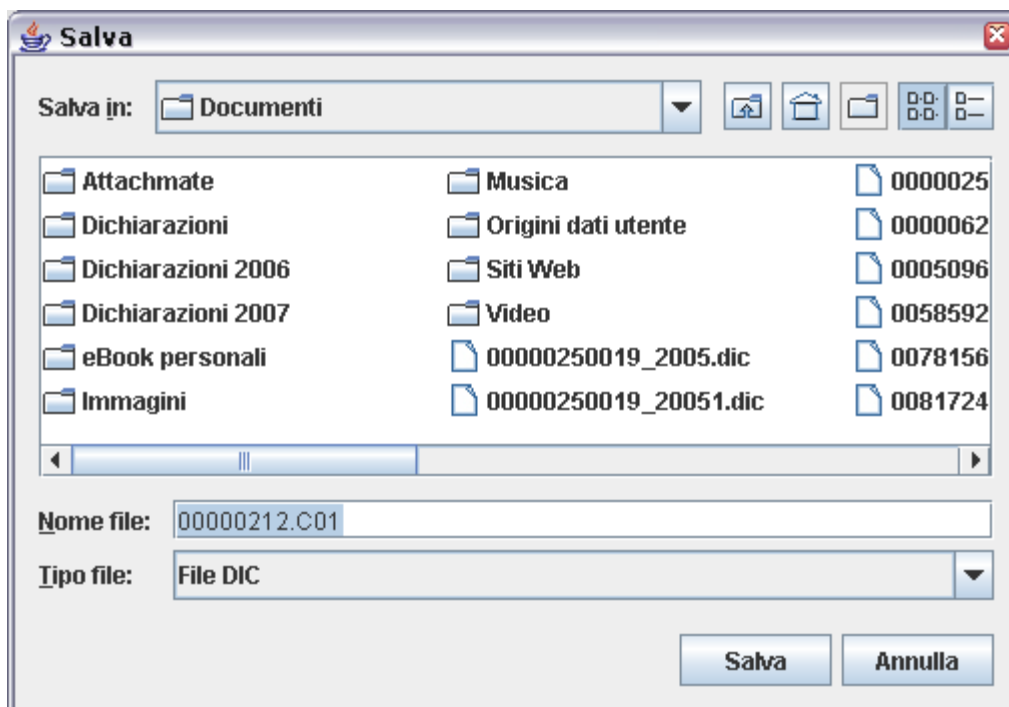 Salva
Salva in: Documenti
Attachmate Musica 0000025
Dichiarazioni Origini dati utente 0000062
Dichiarazioni 2006 Siti Web 0005096
Dichiarazioni 2007 Video 0058592
eBook personali 00000250019_2005.dic 0078156
Immagini 00000250019_20051.dic 0081724
Nome file: 00000212.C01
Tipo file: File DIC
Salva Annulla